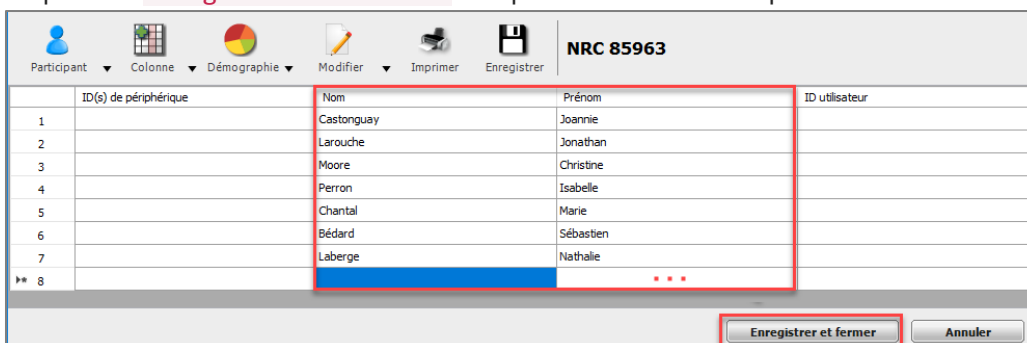 Participant Colonne Démographie Modifier Imprimer Enregistrer NRC 85963
ID(s) de périphérique Nom Prénom ID utilisateur
1 Castonguay Joannie
2 Larouche Jonathan
3 Moore Christine
4 Perron Isabelle
5 Chantal Marie
6 Bédard Sébastien
7 Laberge Nathalie
8
Enregistrer et fermer Annuler